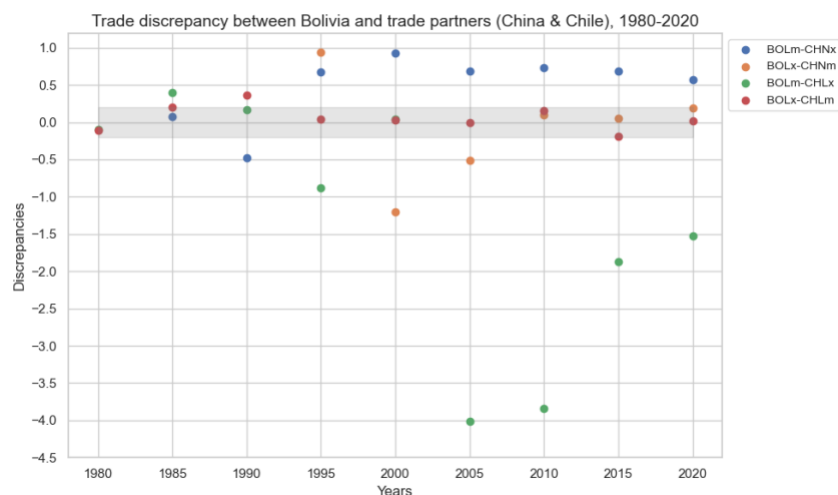 Trade discrepancy between Bolivia and trade partners (China & Chile), 1980-2020
BOLm-CHNx
BOLx-CHNm
BOLm-CHLx
BOLx-CHLm
1.0
0.5
0.0
−0.5
−1.0
−1.5
−2.0
−2.5
−3.0
−3.5
−4.0
−4.5
Discrepancies
1980 1985 1990 1995 2000 2005 2010 2015 2020
Years